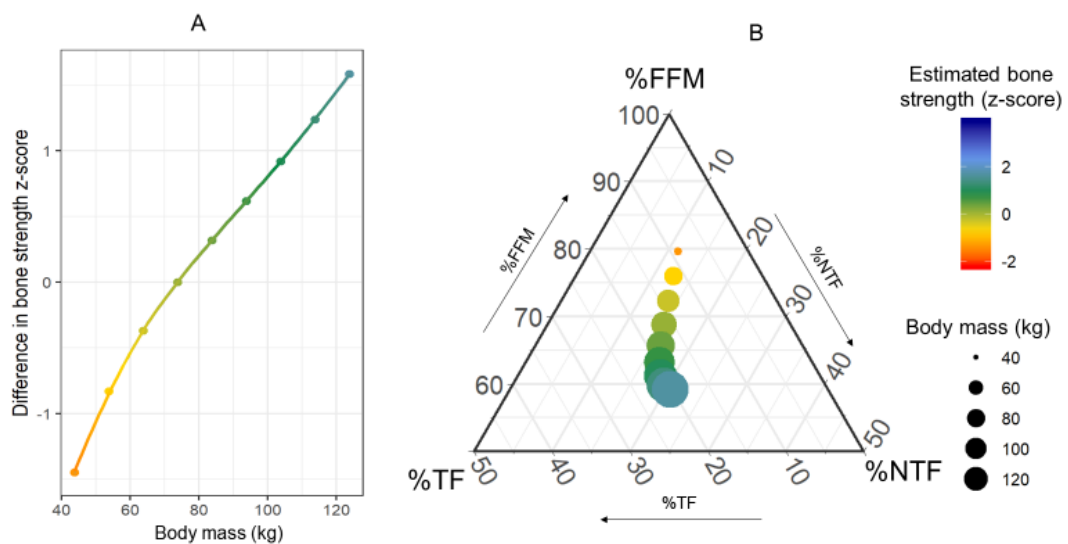 A
Difference in bone strength z-score
1
0
-1
40
60
80
100
120
Body mass (kg)
B
%FFM
100
90
80
70
60
%FFM
10
20
30
40
50
%NTF
%TF
50
40
30
20
10
%NTF
%TF
Estimated bone
strength (z-score)
2
0
-2
Body mass (kg)
40
60
80
100
120